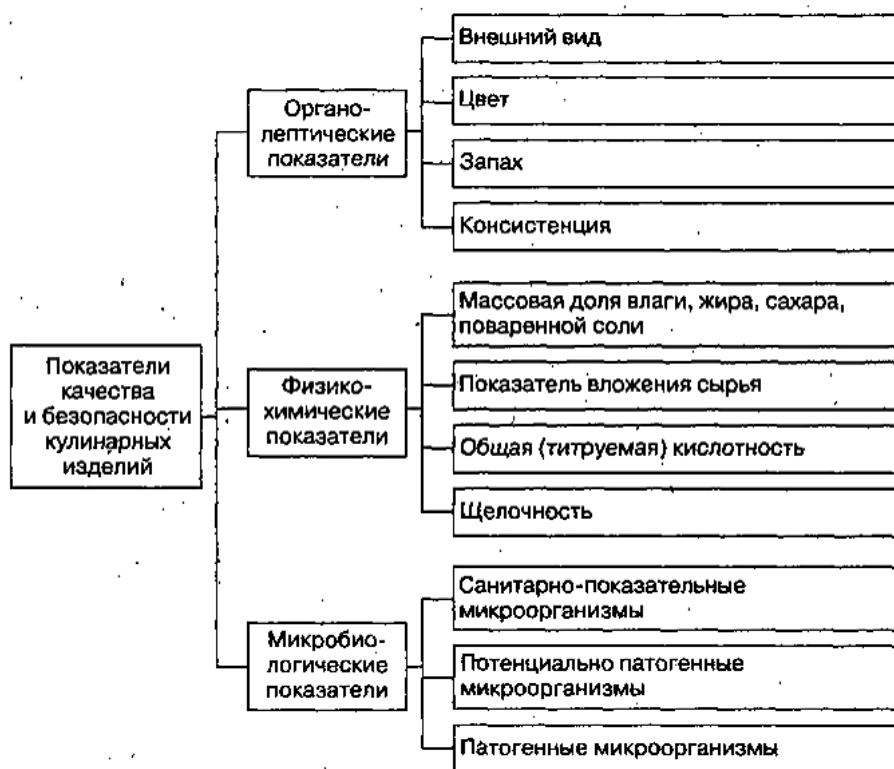 Показатели
качества
и безопасности
кулинарных
изделий
Органо-
лептические
показатели
Внешний вид
Цвет
Запах
Консистенция
Физико-
химические
показатели
Массовая доля влаги, жира, сахара,
поваренной соли
Показатель вложения сырья
Общая (титруемая) кислотность
Щелочность
Микробио-
логические
показатели
Санитарно-показательные
микроорганизмы
Потенциально патогенные
микроорганизмы
Патогенные микроорганизмы